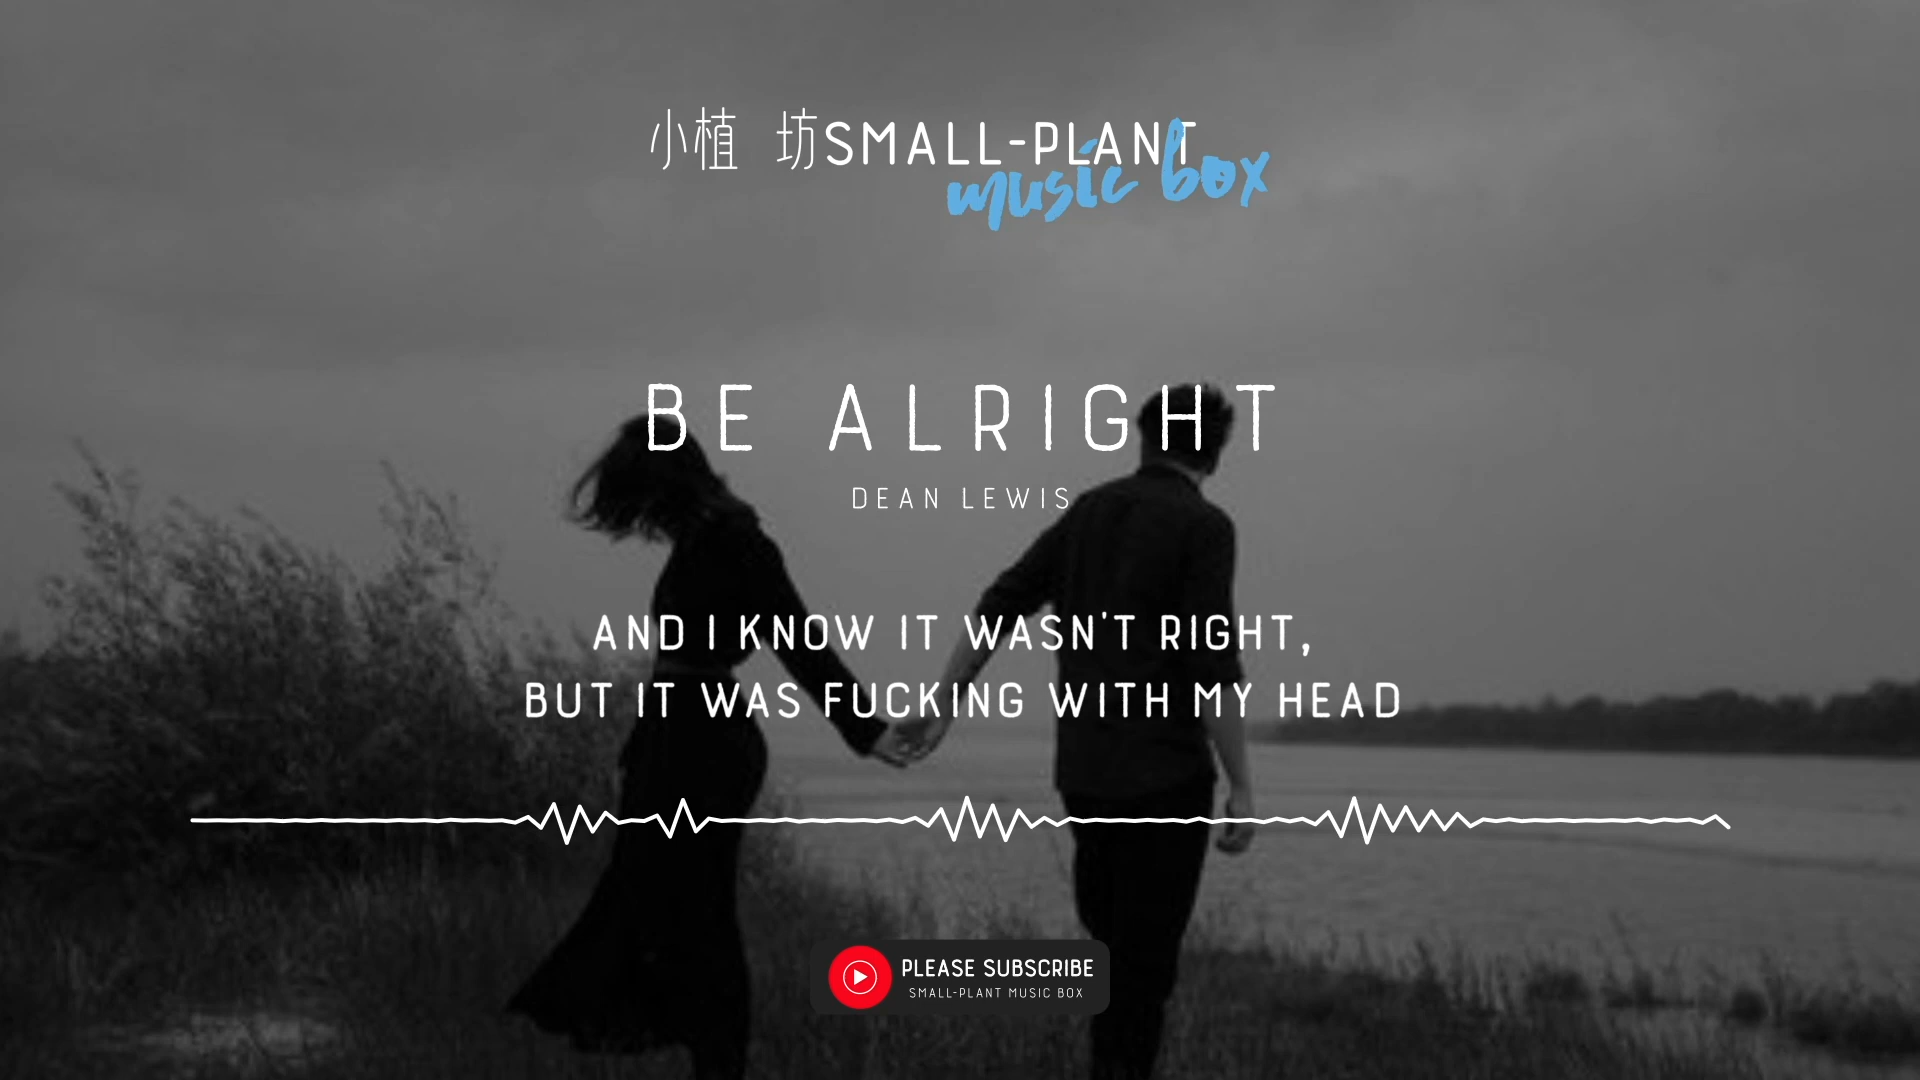 小植 坊SMALL-PLANT
music box
BE ALRIGHT
DEAN LEWIS
AND I KNOW IT WASN'T RIGHT,
BUT IT WAS FUCKING WITH MY HEAD
PLEASE SUBSCRIBE
SMALL-PLANT MUSIC BOX